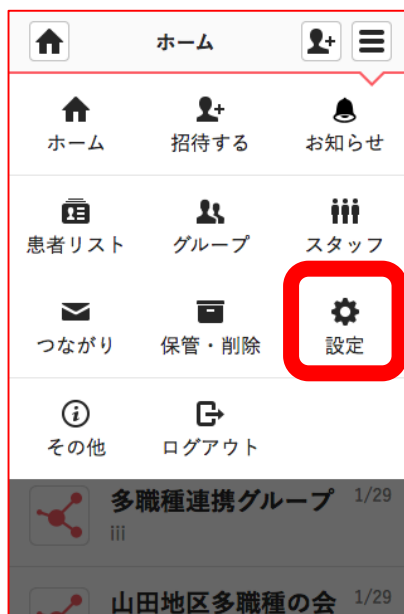 ホーム
ホーム 招待する お知らせ
患者リスト グループ スタッフ
つながり 保管・削除 設定
その他 ログアウト
多職種連携グループ 1/29
iii
山田地区多職種の会 1/29